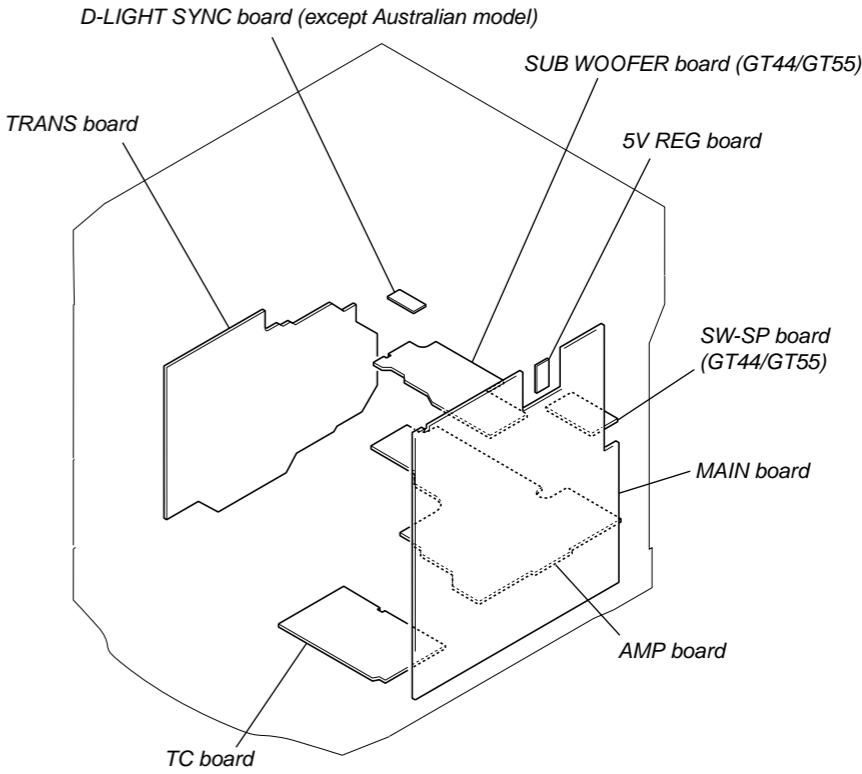 D-LIGHT SYNC board (except Australian model)
SUB WOOFER board (GT44/GT55)
TRANS board
5V REG board
SW-SP board
(GT44/GT55)
MAIN board
AMP board
TC board